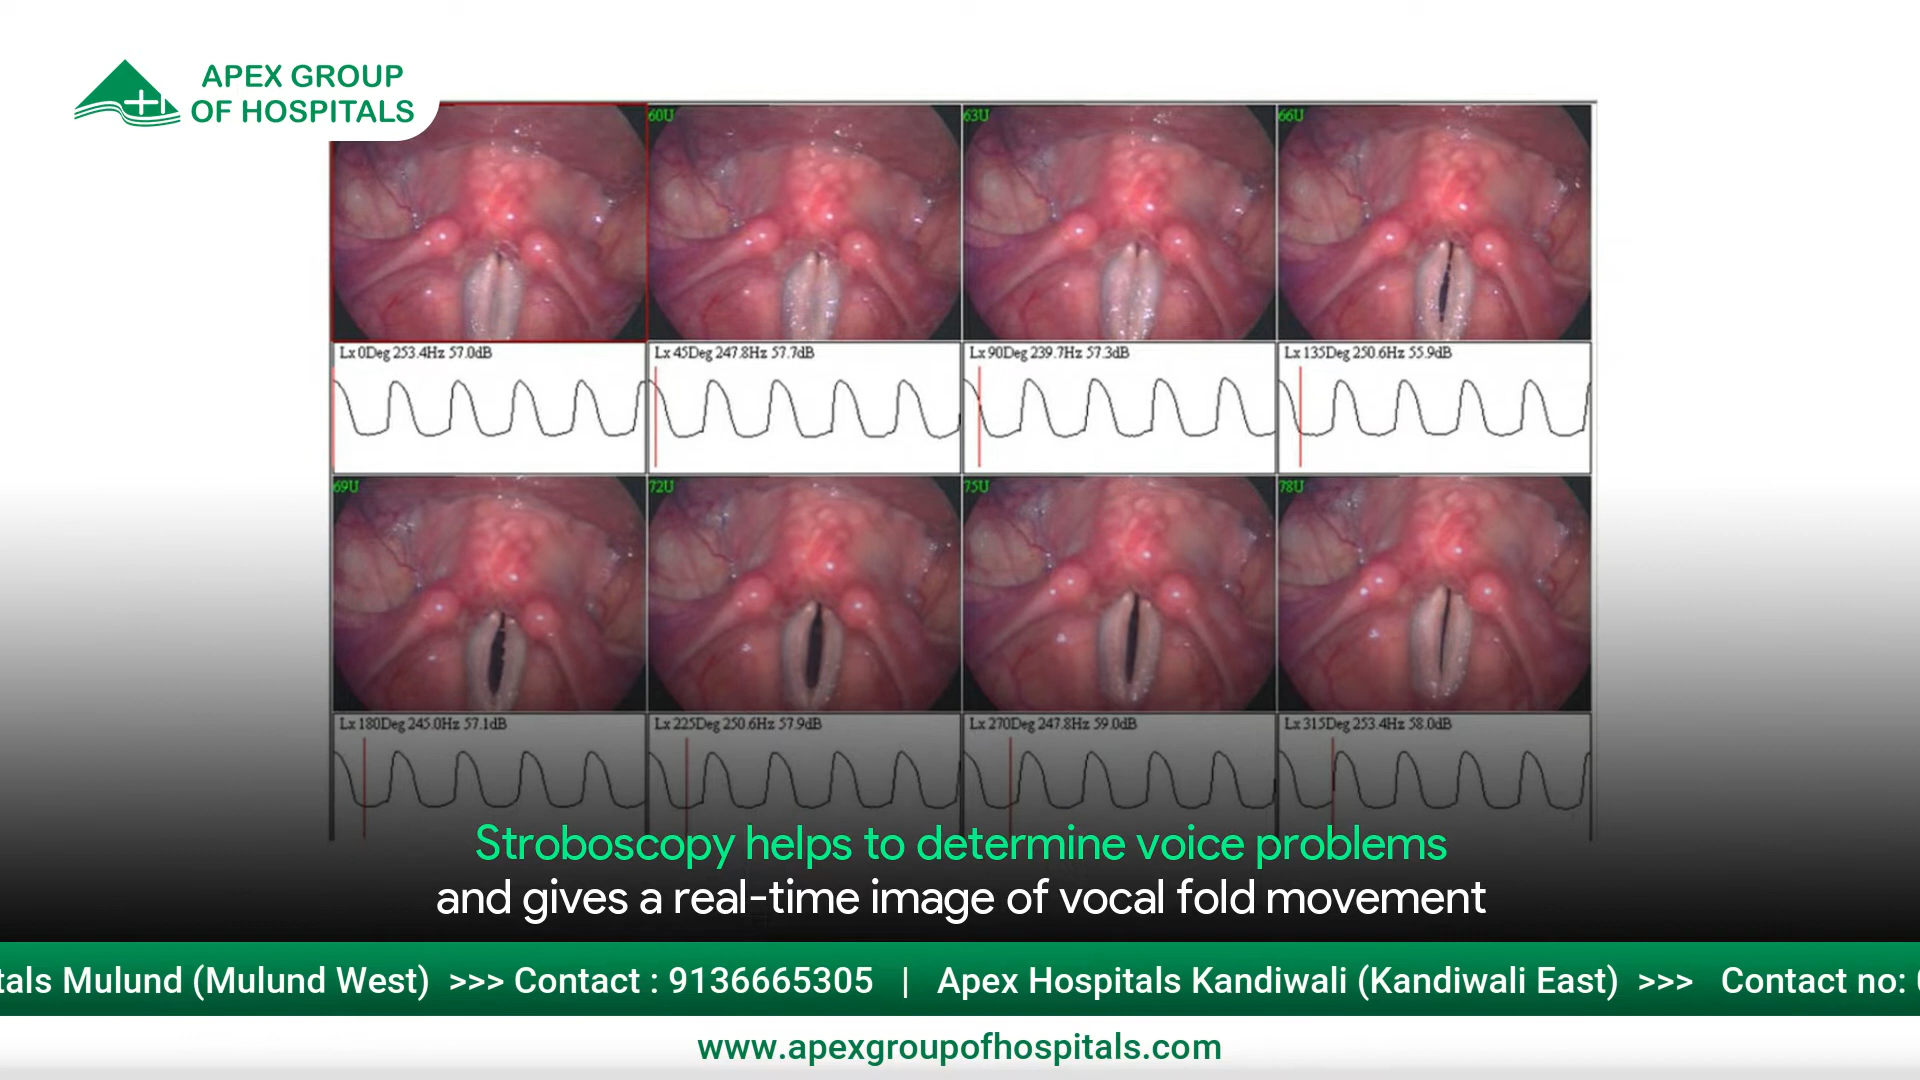 APEX GROUP
OF HOSPITALS
60U
63U
66U
Lx 0Deg 253.4Hz 57.0dB
Lx 45Deg 247.8Hz 57.7dB
Lx 90Deg 239.7Hz 57.3dB
Lx 135Deg 250.6Hz 55.9dB
69U
72U
75U
78U
Lx 180Deg 245.0Hz 57.1dB
Lx 225Deg 250.6Hz 57.9dB
Lx 270Deg 247.8Hz 59.0dB
Lx 315Deg 253.4Hz 58.0dB
Stroboscopy helps to determine voice problems
and gives a real-time image of vocal fold movement
tals Mulund (Mulund West) >>> Contact : 9136665305 | Apex Hospitals Kandiwali (Kandiwali East) >>> Contact no:
www.apexgroupofhospitals.com